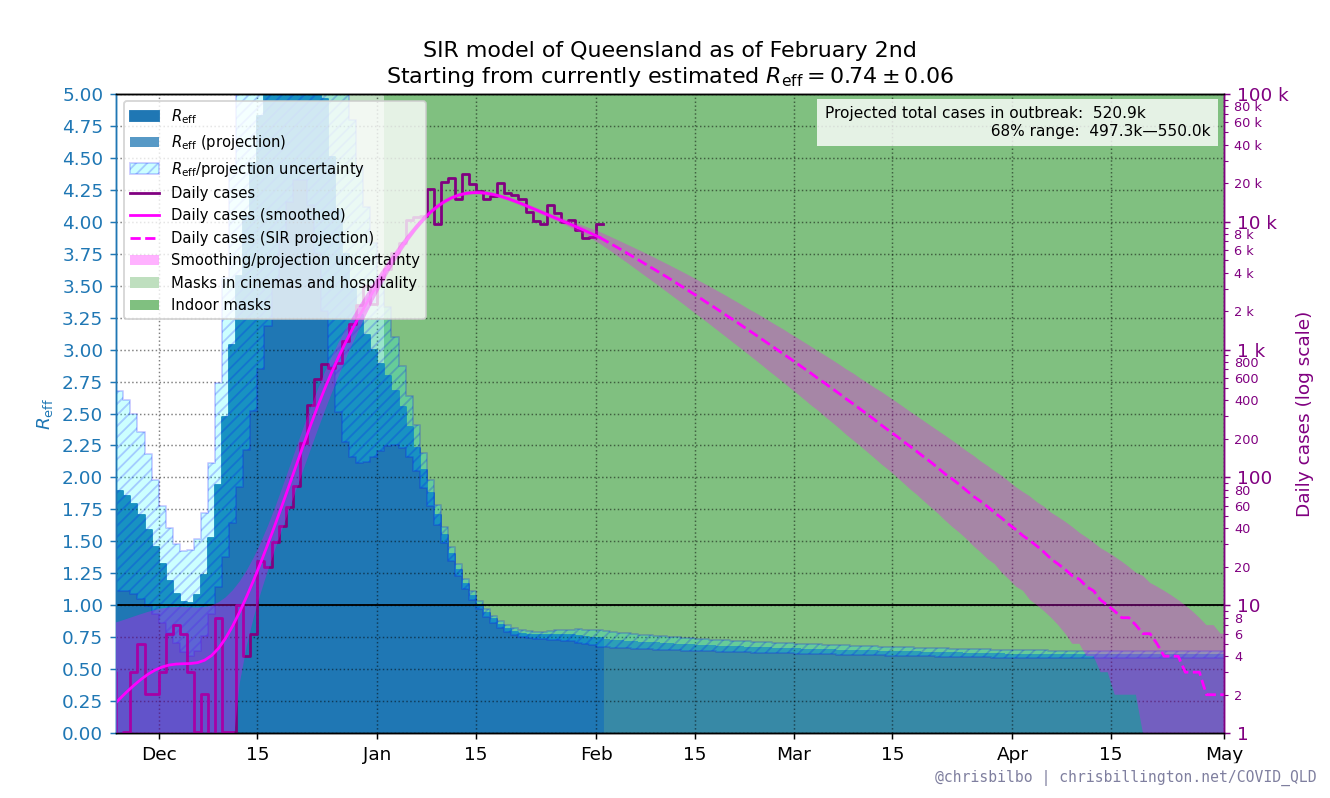 SIR model of Queensland as of February 2nd
Starting from currently estimated R_eff = 0.74 ± 0.06
Projected total cases in outbreak: 520.9k
68% range: 497.3k—550.0k
R_eff
R_eff (projection)
R_eff/projection uncertainty
Daily cases
Daily cases (smoothed)
Daily cases (SIR projection)
Smoothing/projection uncertainty
Masks in cinemas and hospitality
Indoor masks
R_eff
5.00
4.75
4.50
4.25
4.00
3.75
3.50
3.25
3.00
2.75
2.50
2.25
2.00
1.75
1.50
1.25
1.00
0.75
0.50
0.25
0.00
100 k
80 k
60 k
40 k
20 k
10 k
8 k
6 k
4 k
2 k
1 k
800
600
400
200
100
80
60
40
20
10
8
6
4
2
1
Daily cases (log scale)
Dec 15 Jan 15 Feb 15 Mar 15 Apr 15 May
@chrisbilbo | chrisbillington.net/COVID_QLD